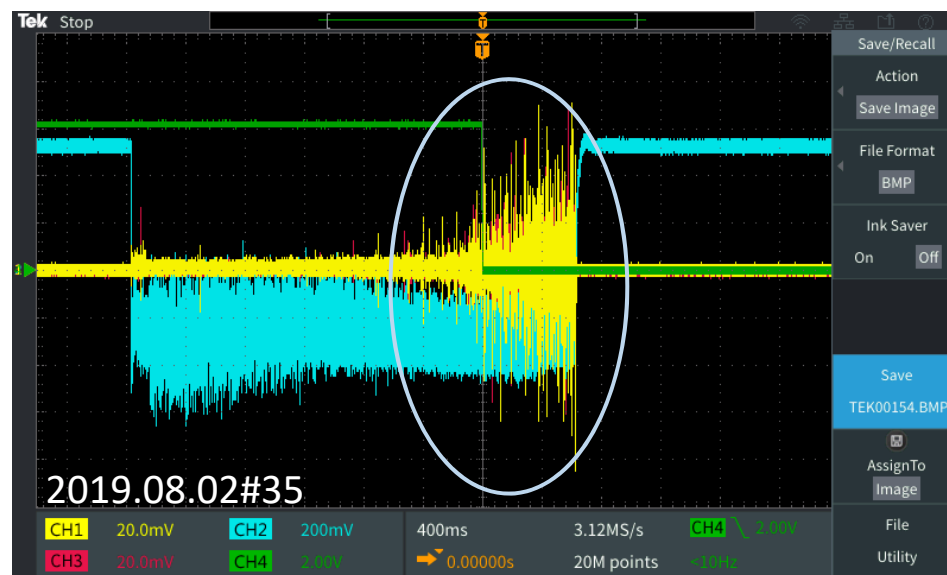 Tek Stop
T
T
Save/Recall
Action
Save Image
File Format
BMP
Ink Saver
On Off
1
Save
TEK00154.BMP
AssignTo
Image
File
Utility
2019.08.02#35
CH1 20.0mV CH2 200mV 400ms 3.12MS/s CH4 2.00V
CH3 20.0mV CH4 2.00V 0.00000s 20M points <10Hz